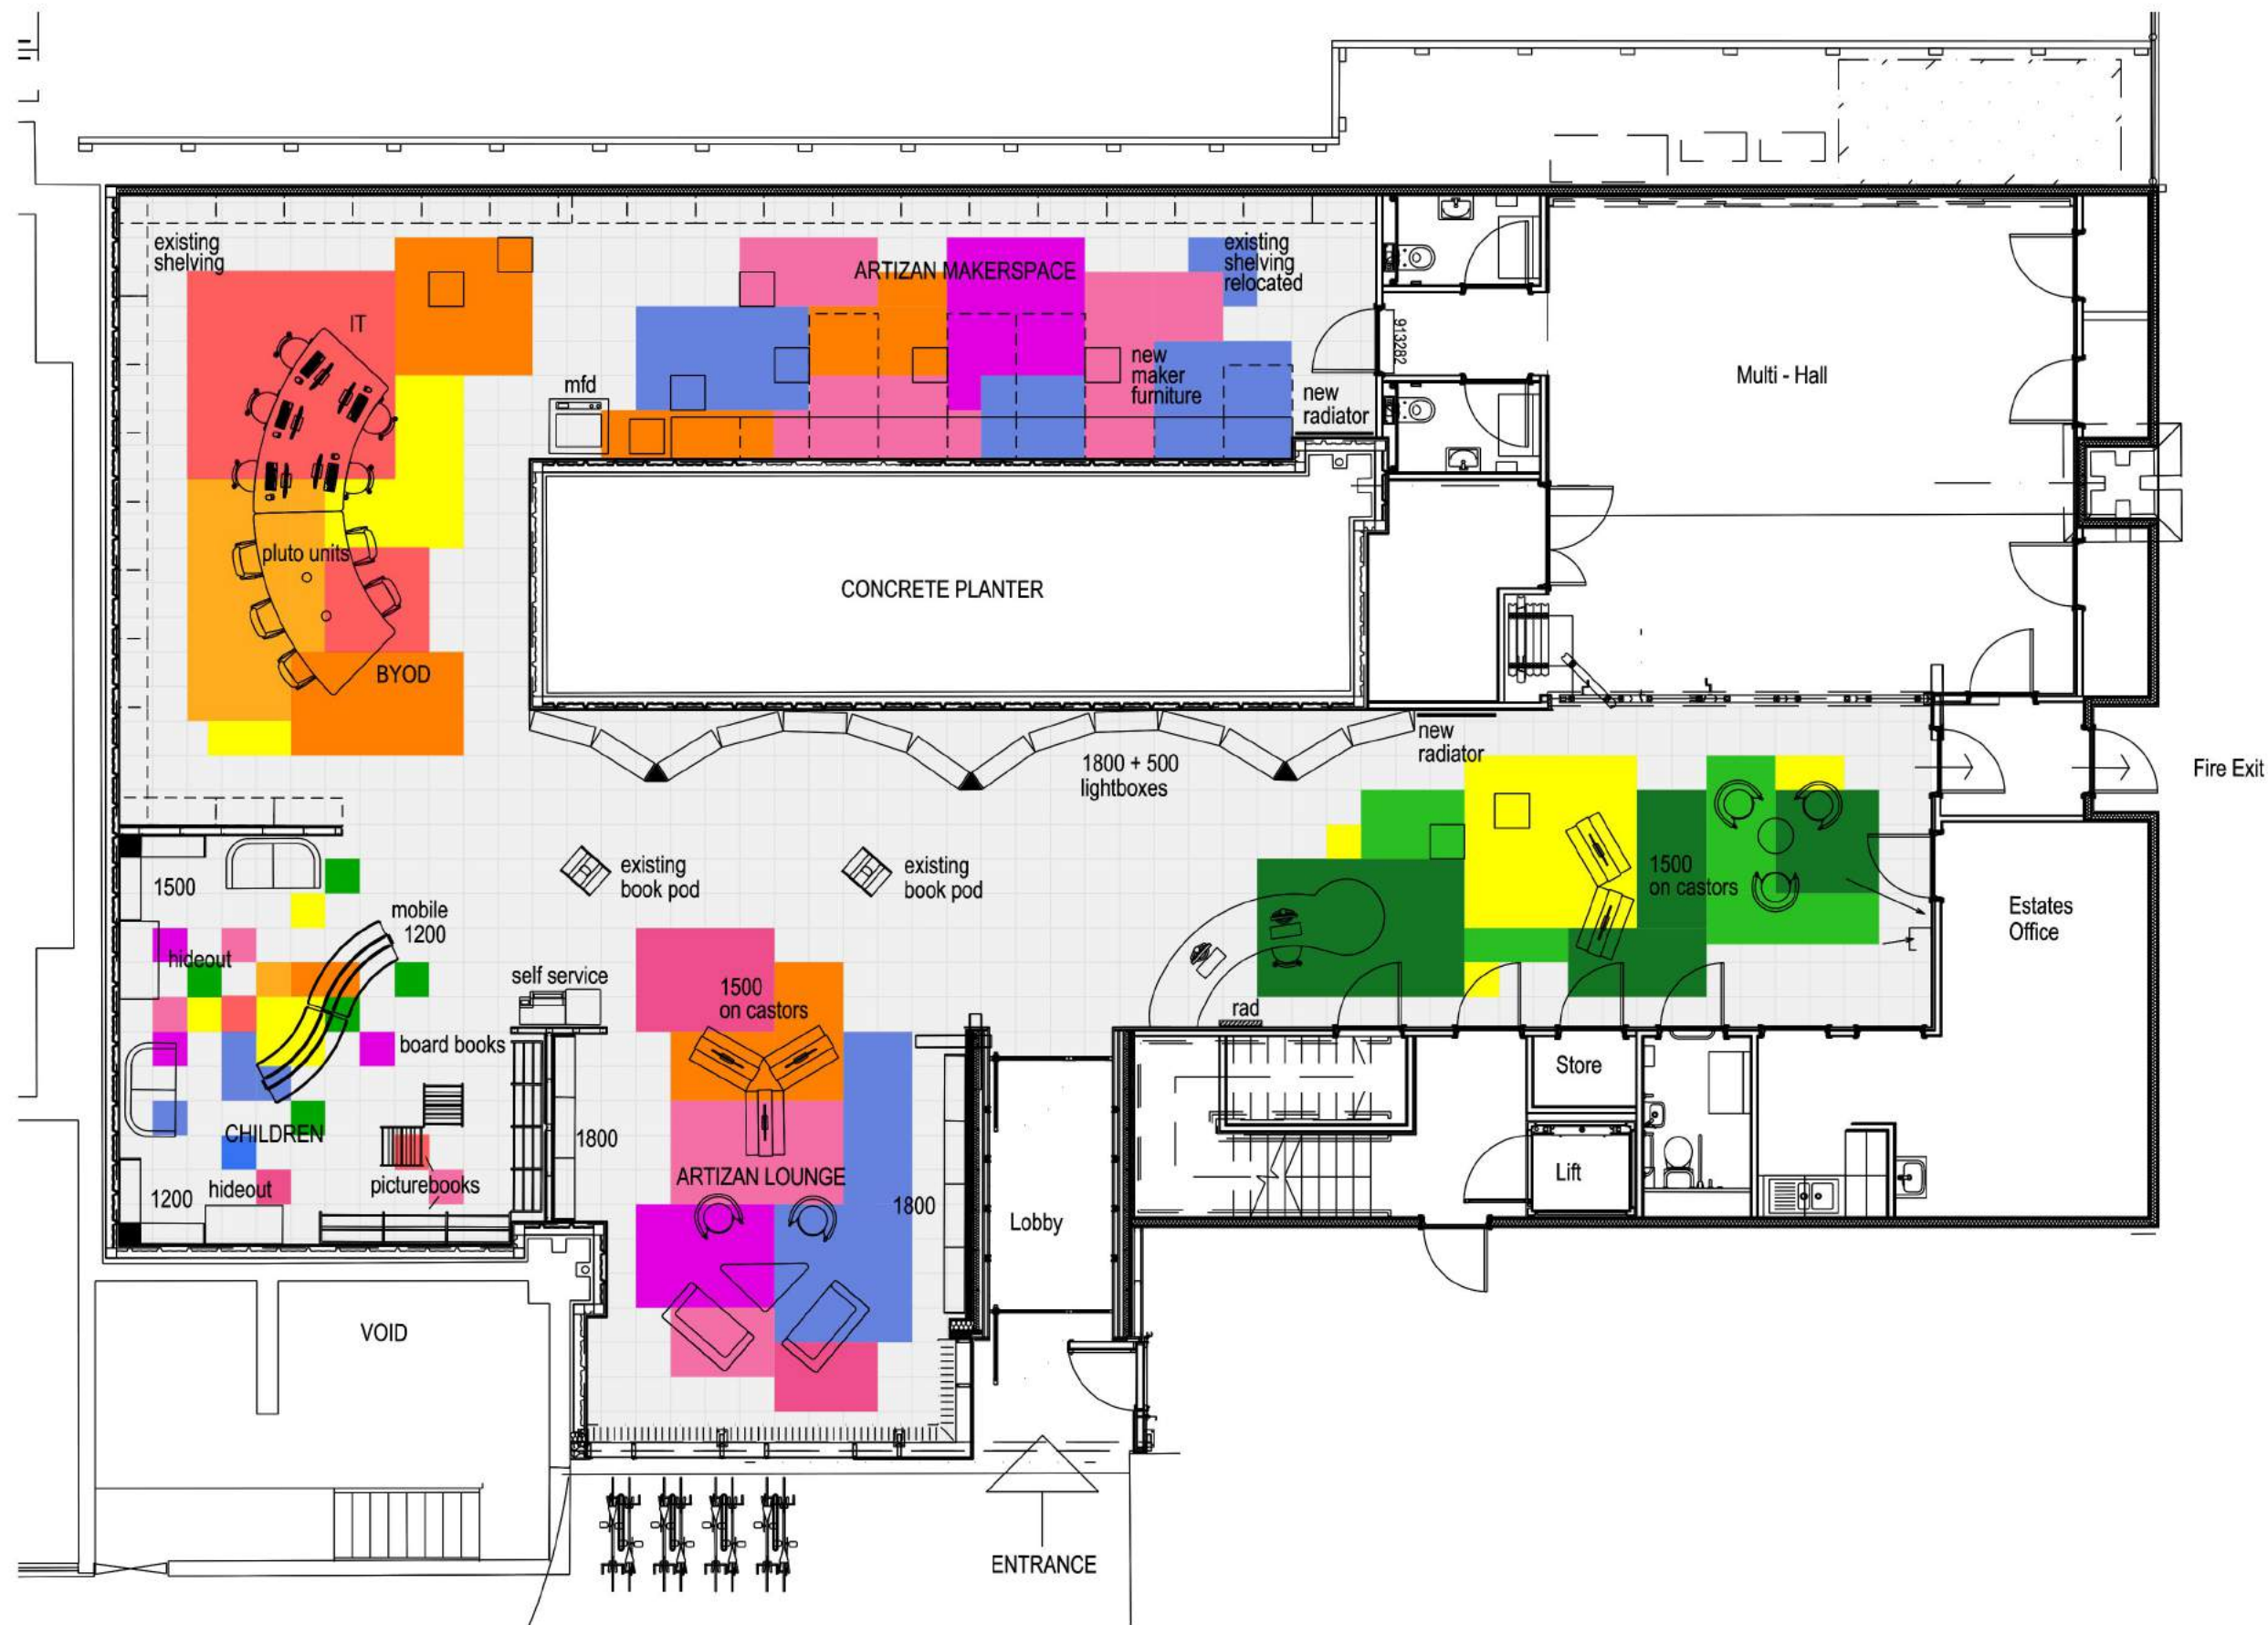 existing
shelving
IT
ARTIZAN MAKERSPACE
existing
shelving
relocated
mfd
new
maker
furniture
new
radiator
913282
Multi - Hall
pluto units
BYOD
CONCRETE PLANTER
new
radiator
1800 + 500
lightboxes
Fire Exit
1500
hideout
mobile
1200
existing
book pod
existing
book pod
1500
on castors
Estates
Office
self service
1500
on castors
rad
board books
CHILDREN
1200
hideout
picturebooks
1800
ARTIZAN LOUNGE
1800
Lobby
Store
Lift
VOID
ENTRANCE